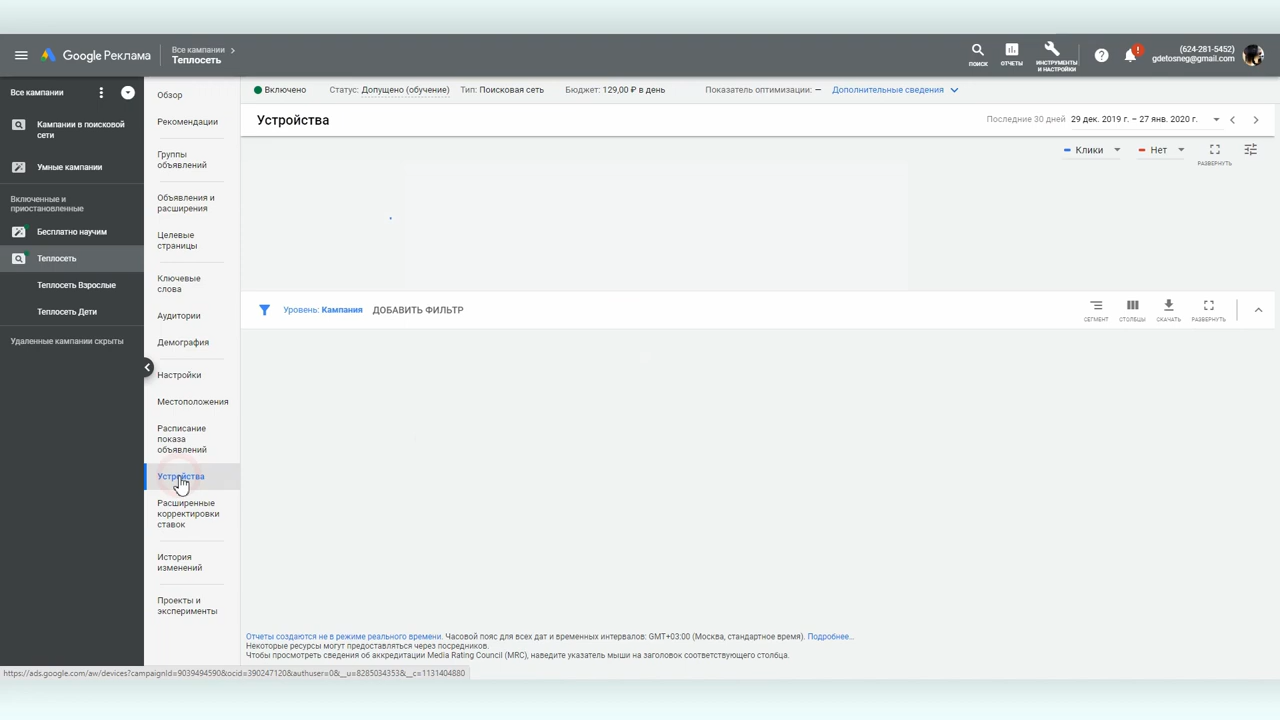 Google Реклама
Все кампании
Теплосеть
ПОИСК
ОТЧЕТЫ
ИНСТРУМЕНТЫ
И НАСТРОЙКИ
(624-281-5452)
gdetosneg@gmail.com
Все кампании
Кампании в поисковой
сети
Умные кампании
Включенные и
приостановленные
Бесплатно научим
Теплосеть
Теплосеть Взрослые
Теплосеть Дети
Удаленные кампании скрыты
Обзор
Рекомендации
Группы
объявлений
Объявления и
расширения
Целевые
страницы
Ключевые
слова
Аудитории
Демография
Настройки
Местоположения
Расписание
показа
объявлений
Устройства
Расширенные
корректировки
ставок
История
изменений
Проекты и
эксперименты
Включено Статус: Допущено (обучение) Тип: Поисковая сеть Бюджет: 129,00 ₽ в день Показатель оптимизации: — Дополнительные сведения
Устройства
Последние 30 дней 29 дек. 2019 г. – 27 янв. 2020 г.
Клики
Нет
РАЗВЕРНУТЬ
Уровень: Кампания ДОБАВИТЬ ФИЛЬТР
СЕГМЕНТ
СТОЛБЦЫ
СКАЧАТЬ
РАЗВЕРНУТЬ
Отчеты создаются не в режиме реального времени. Часовой пояс для всех дат и временных интервалов: GMT+03:00 (Москва, стандартное время). Подробнее...
Некоторые ресурсы могут предоставляться через посредников.
Чтобы просмотреть сведения об аккредитации Media Rating Council (MRC), наведите указатель мыши на заголовок соответствующего столбца.
https://ads.google.com/aw/devices?campaignId=9039494590&ocid=390247120&authuser=0&__u=8285034353&__c=1131404880